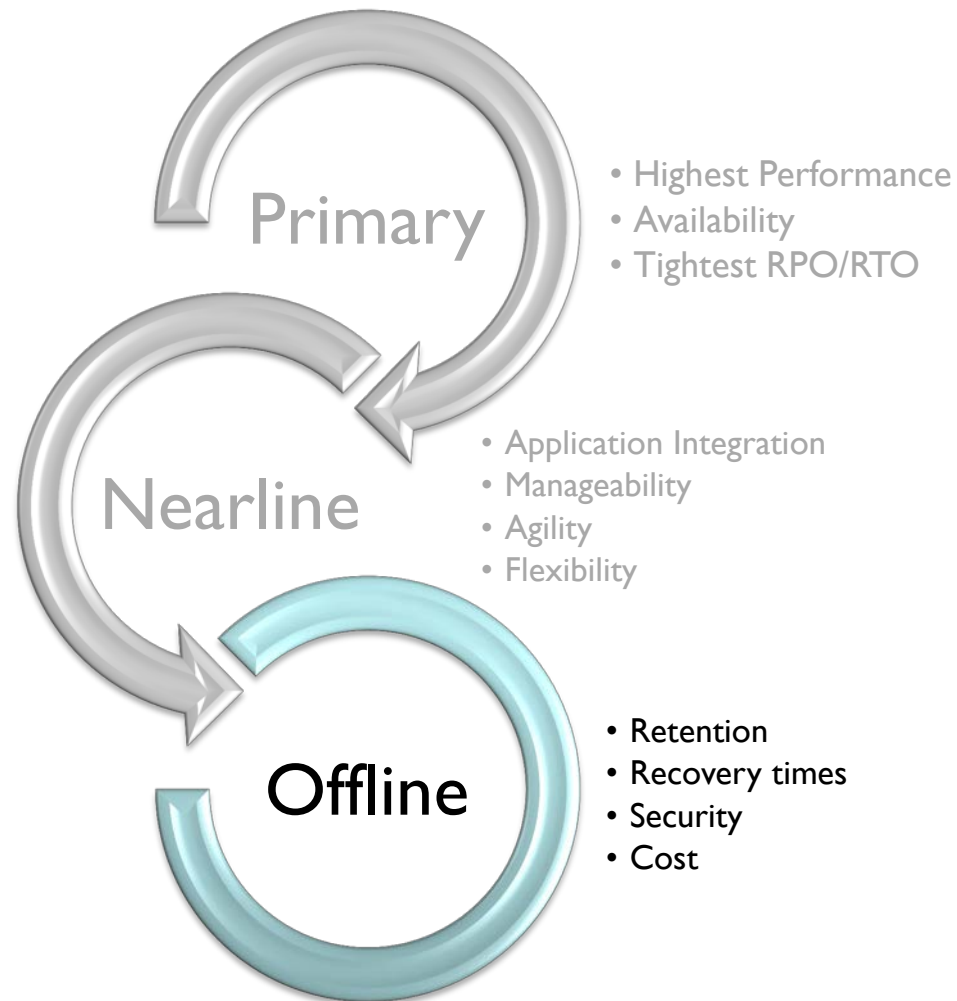 Primary
• Highest Performance
• Availability
• Tightest RPO/RTO
Nearline
• Application Integration
• Manageability
• Agility
• Flexibility
Offline
• Retention
• Recovery times
• Security
• Cost